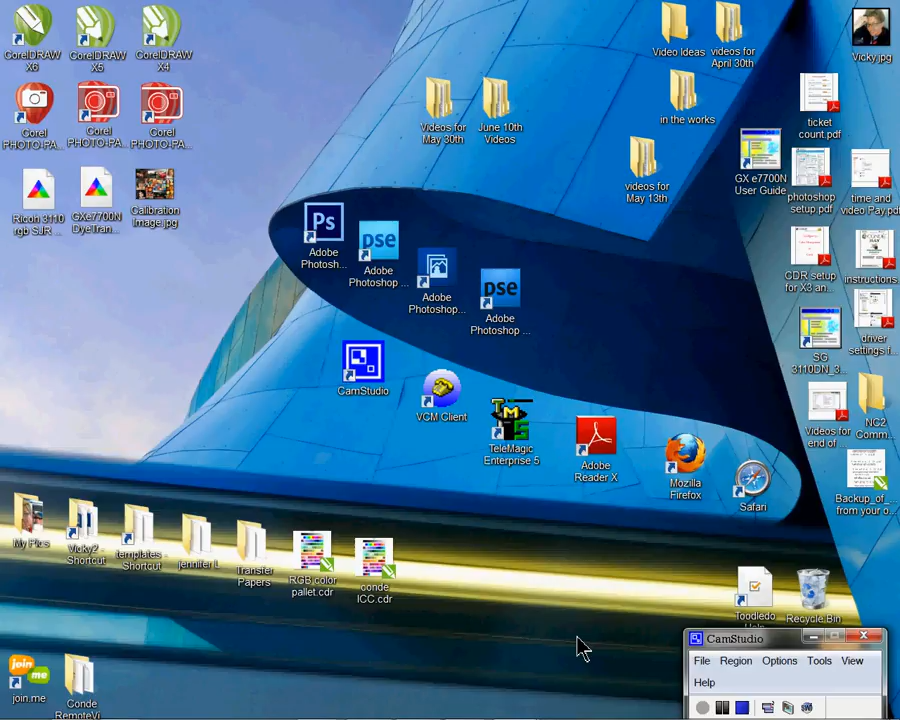 CorelDRAW
X6
CorelDRAW
X5
CorelDRAW
X4
Corel
PHOTO-PA...
Corel
PHOTO-PA...
Corel
PHOTO-PA...
Ricoh 3110
rgb SJR ...
GXe7700N
DyeTran...
Calibration
Image.jpg
Videos for
May 30th
June 10th
Videos
Video Ideas
videos for
April 30th
in the works
videos for
May 13th
Vicky.jpg
ticket
count.pdf
GX e7700N
User Guide
photoshop
setup.pdf
time and
video Pay.pdf
CDR setup
for X3 an...
instructions
SG
3110DN_3...
driver
settings f...
Videos for
end of ...
NC2
Comm...
Backup_of_...
from your o...
Ps
Adobe
Photosh...
pse
Adobe
Photoshop ...
Adobe
Photoshop...
pse
Adobe
Photoshop ...
CamStudio
VCM Client
TMS
TeleMagic
Enterprise 5
Adobe
Reader X
Mozilla
Firefox
Safari
My Pics
Vicky2 -
Shortcut
templates -
Shortcut
jennifer L
Transfer
Papers
RGB color
pallet.cdr
conde
ICC.cdr
Toodledo
Help
Recycle Bin
join
me
join.me
Conde
RemoteVi...
CamStudio
File Region Options Tools View
Help